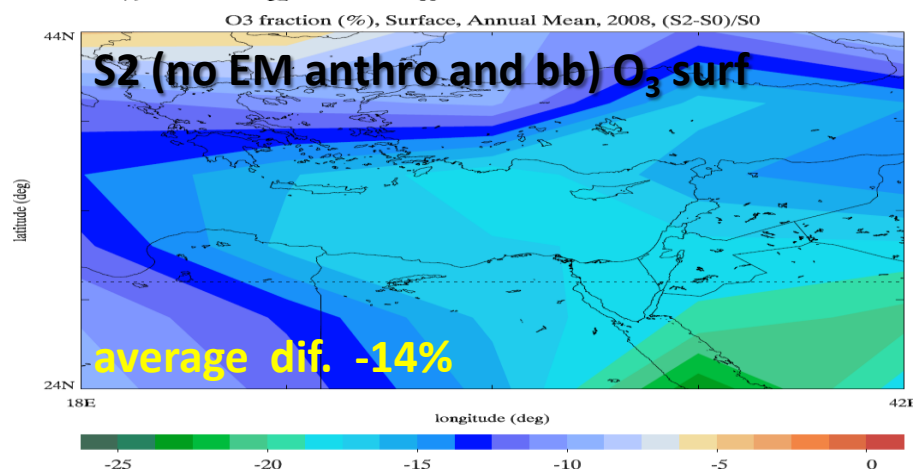 O3 fraction (%), Surface, Annual Mean, 2008, (S2-S0)/S0
44N
S2 (no EM anthro and bb) O₃ surf
latitude (deg)
average dif. -14%
24N
18E
42E
longitude (deg)
-25 -20 -15 -10 -5 0